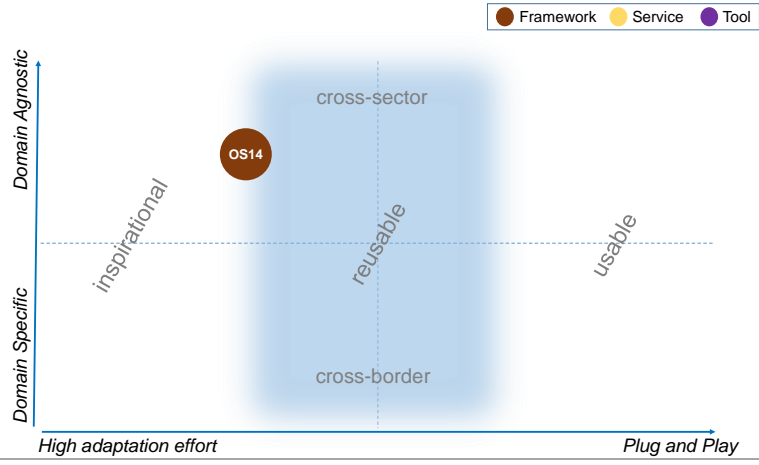 Framework
Service
Tool
Domain Agnostic
Domain Specific
cross-sector
OS14
inspirational
reusable
usable
cross-border
High adaptation effort
Plug and Play